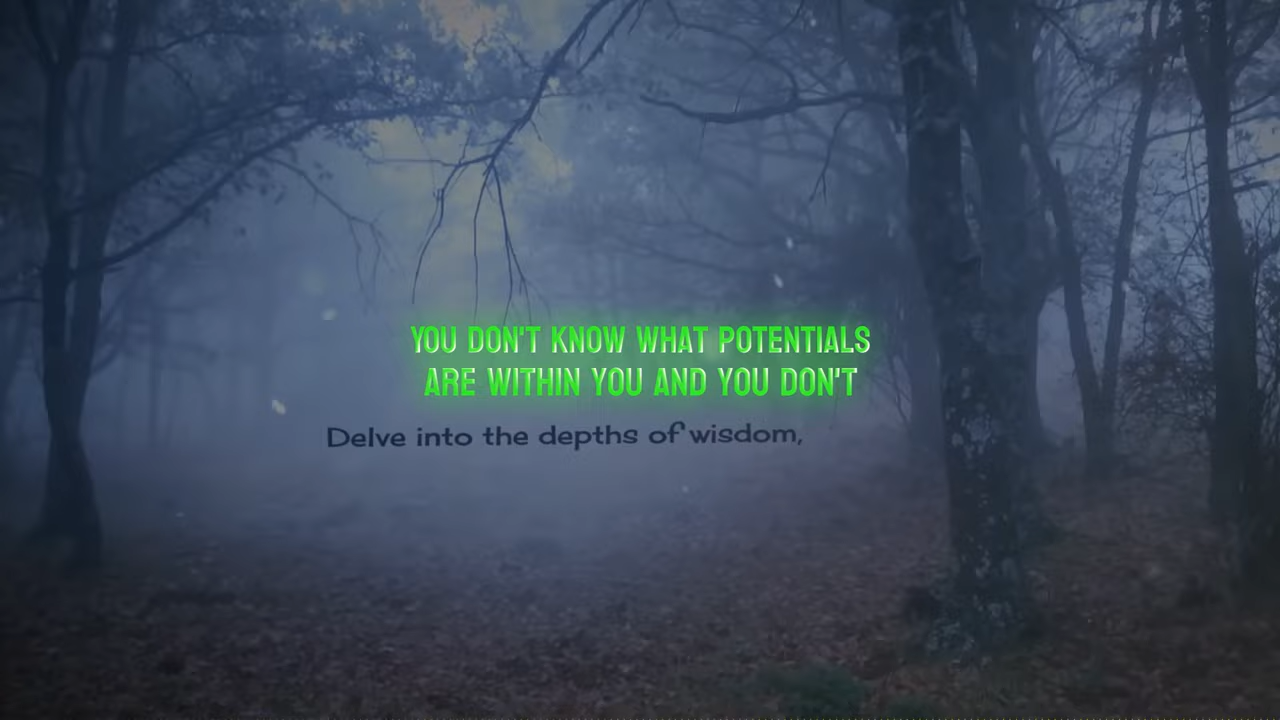 YOU DON'T KNOW WHAT POTENTIALS
ARE WITHIN YOU AND YOU DON'T
Delve into the depths of wisdom,